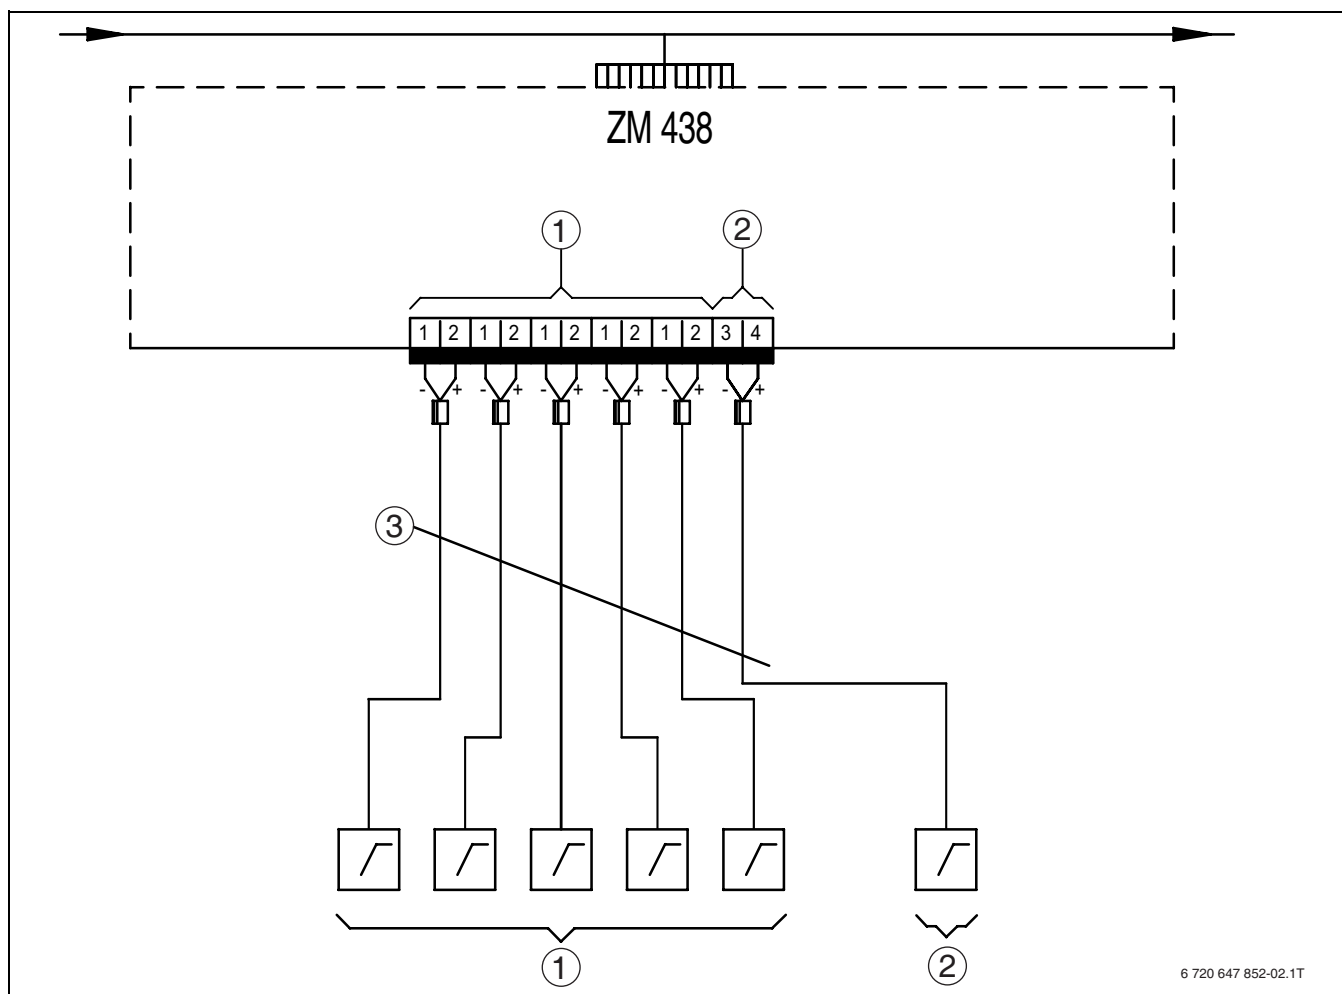 ZM 438
1 2
1 2 1 2 1 2 1 2 1 2 3 4
- + - + - + - + - + - +
3
1 2
6 720 647 852-02.1T